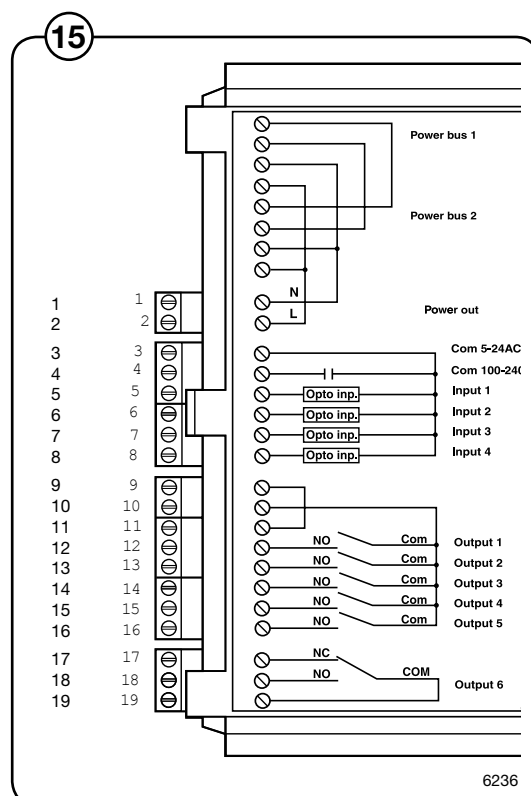 15
Power bus 1
Power bus 2
N
1 1 Power out
2 2 L
3 3 Com 5-24AC
4 4 Com 100-240
5 5 Opto inp. Input 1
6 6 Opto inp. Input 2
7 7 Opto inp. Input 3
8 8 Opto inp. Input 4
9 9
10 10
11 11
12 12 NO Com Output 1
13 13 NO Com Output 2
14 14 NO Com Output 3
15 15 NO Com Output 4
16 16 NO Com Output 5
17 17 NC
18 18 NO COM
19 19 Output 6
6236